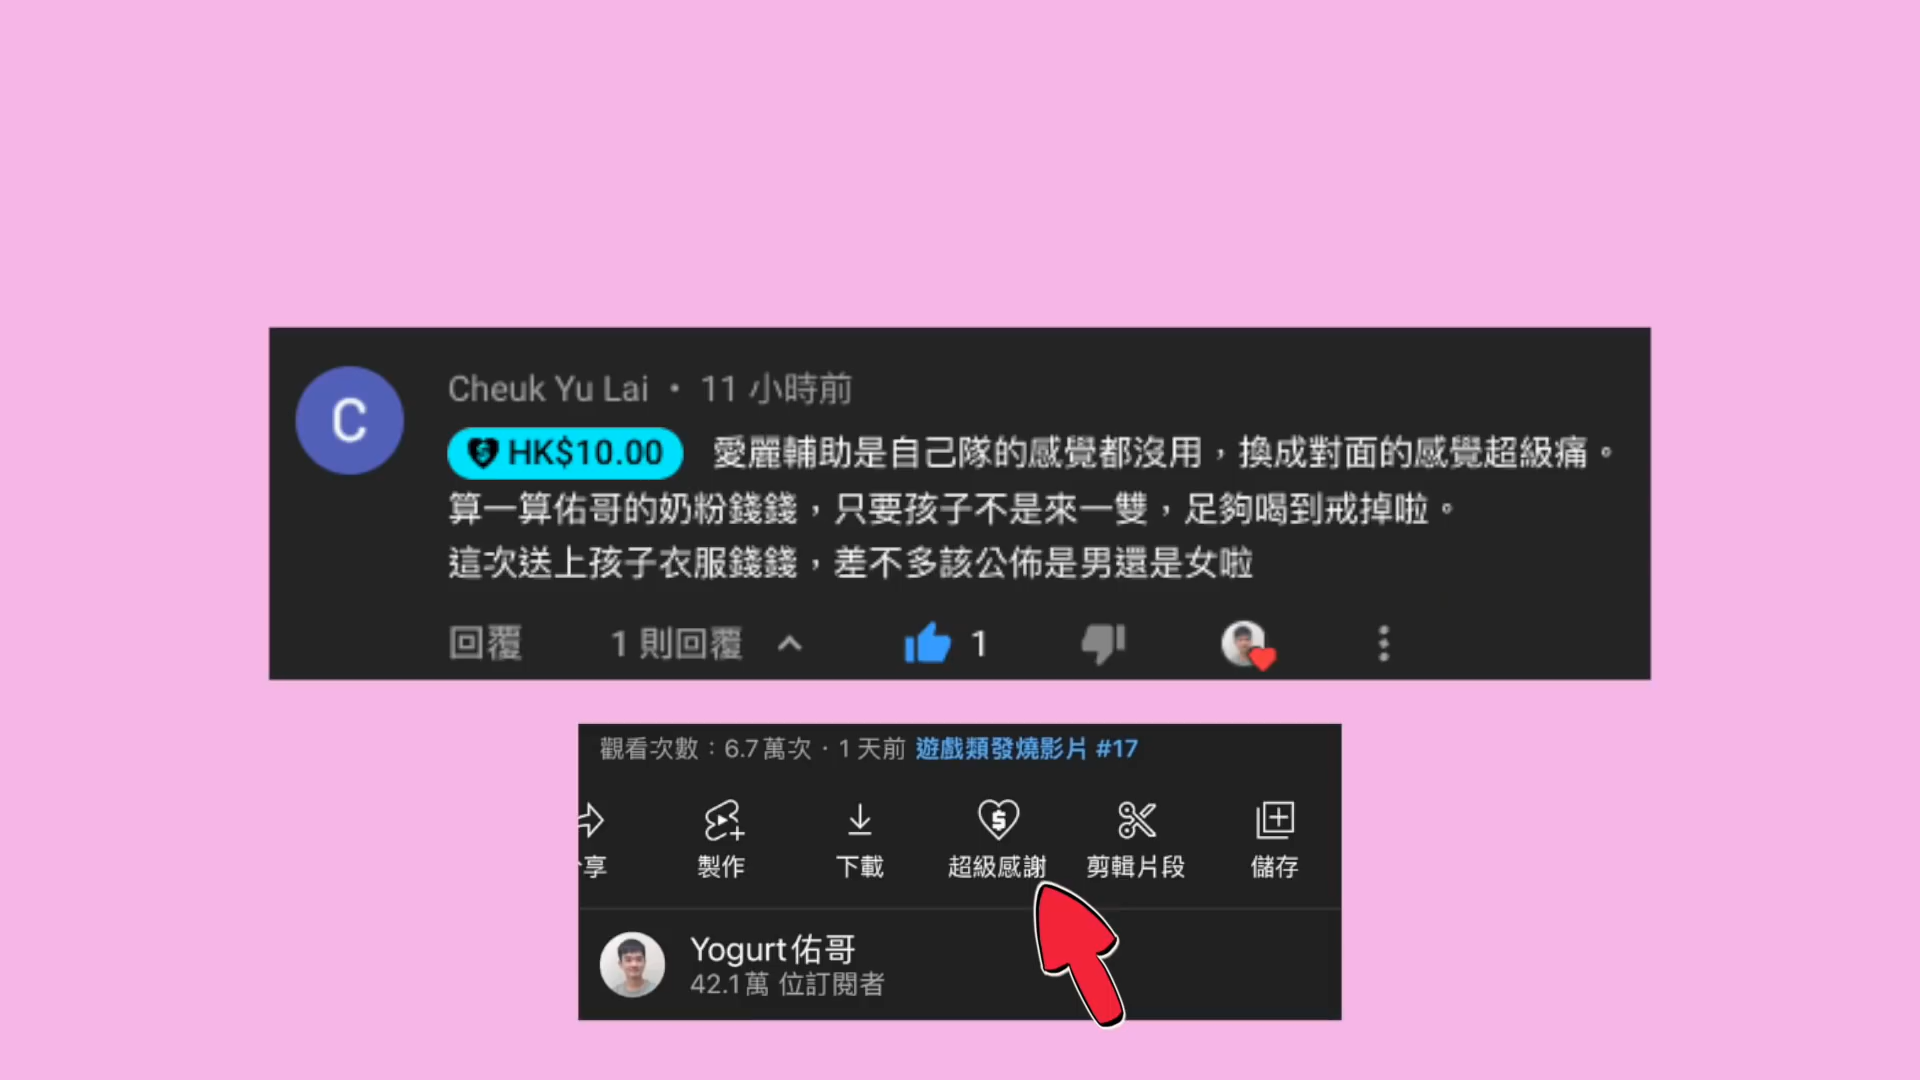 C
Cheuk Yu Lai • 11 小時前
HK$10.00 愛麗輔助是自己隊的感覺都沒用，換成對面的感覺超級痛。
算一算佑哥的奶粉錢錢，只要孩子不是來一雙，足夠喝到戒掉啦。
這次送上孩子衣服錢錢，差不多該公佈是男還是女啦
回覆 1 則回覆 1
觀看次數：6.7萬次 · 1 天前 遊戲類發燒影片 #17
享 製作 下載 超級感謝 剪輯片段 儲存
Yogurt佑哥
42.1萬 位訂閱者